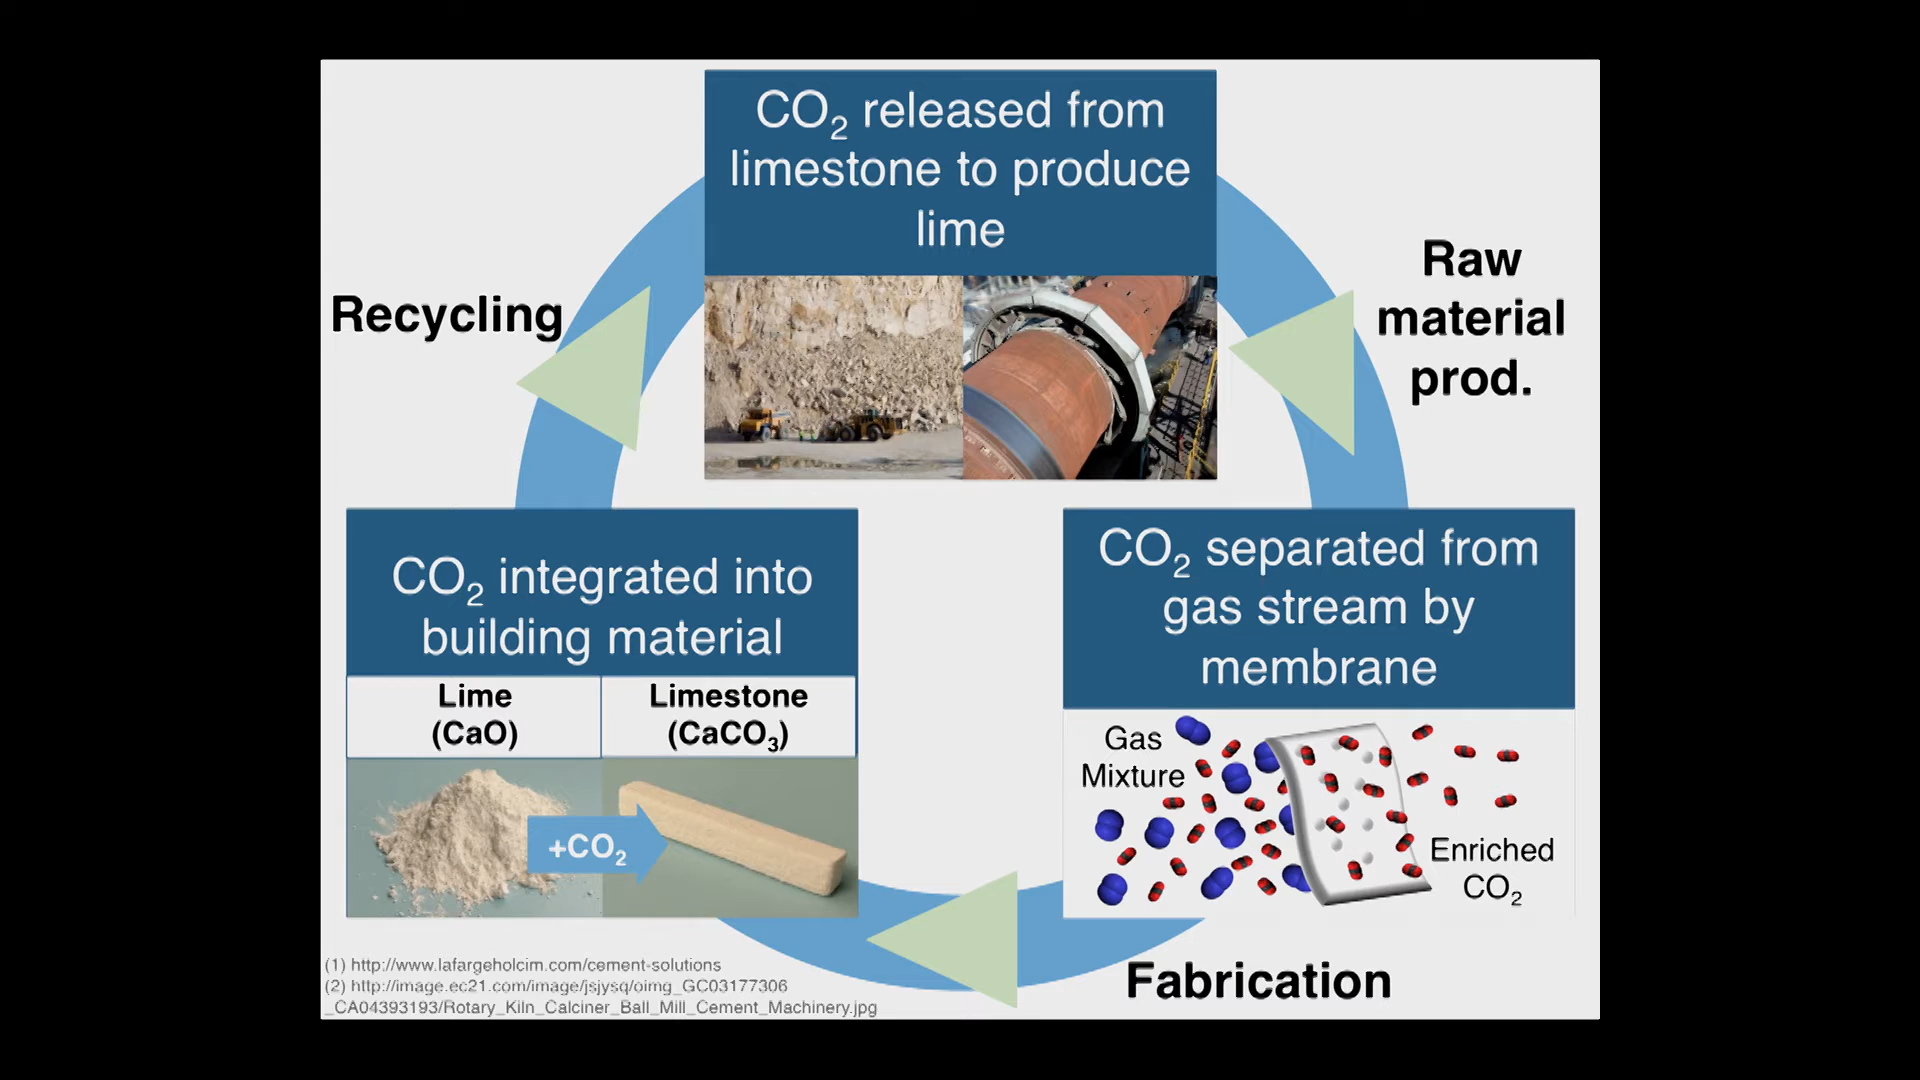 CO₂ released from
limestone to produce
lime
Recycling
Raw
material
prod.
CO₂ integrated into
building material
Lime
(CaO)
Limestone
(CaCO₃)
+CO₂
CO₂ separated from
gas stream by
membrane
Gas
Mixture
Enriched
CO₂
Fabrication
(1) http://www.lafargeholcim.com/cement-solutions
(2) http://image.ec21.com/image/jsjysq/oimg_GC03177306
_CA04393193/Rotary_Kiln_Calciner_Ball_Mill_Cement_Machinery.jpg